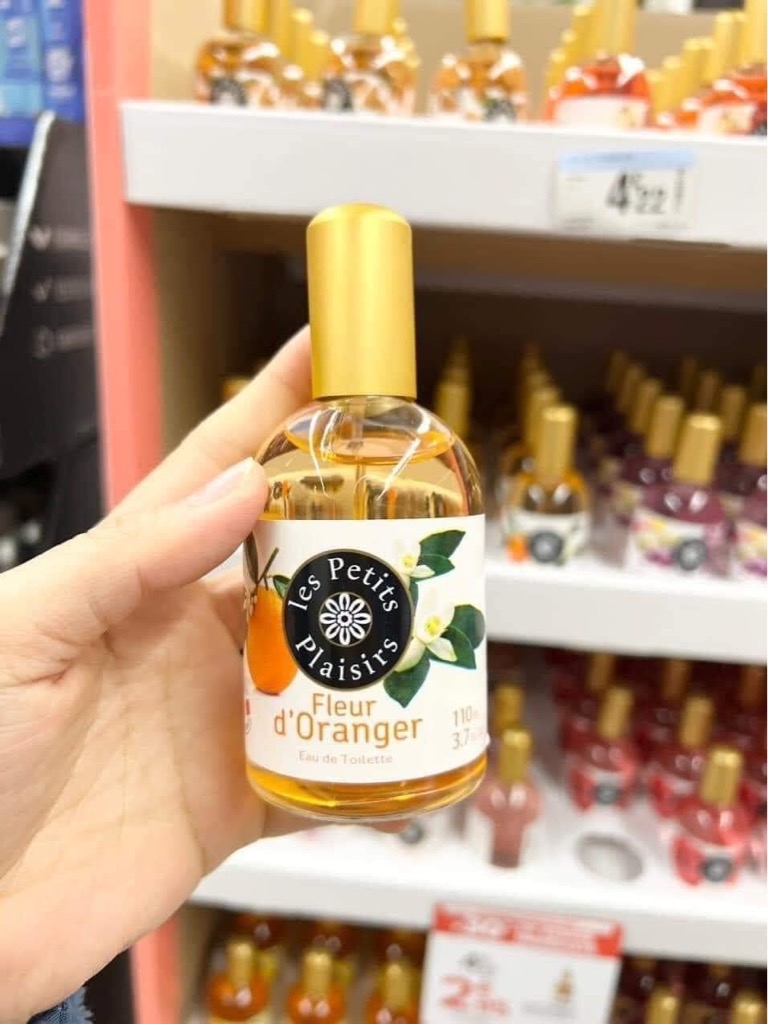 4€22
les Petits
Plaisirs
Fleur
d'Oranger
110
3.7
Eau de Toilette